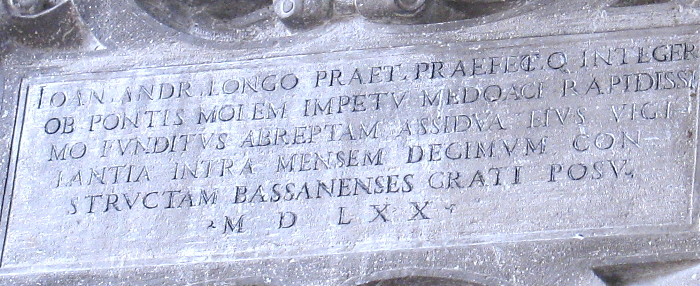 IOAN. ANDR. LONGO PRAET. PRAEFECT. Q INTEGER
OB PONTIS MOLEM IMPETV MEDOACI RAPIDISSI
MO FVNDITVS ABREPTAM ASSIDVA EIVS VIGI
LANTIA INTRA MENSEM DECIMVM CON
STRVCTAM BASSANENSES GRATI POSV.
M D LXX